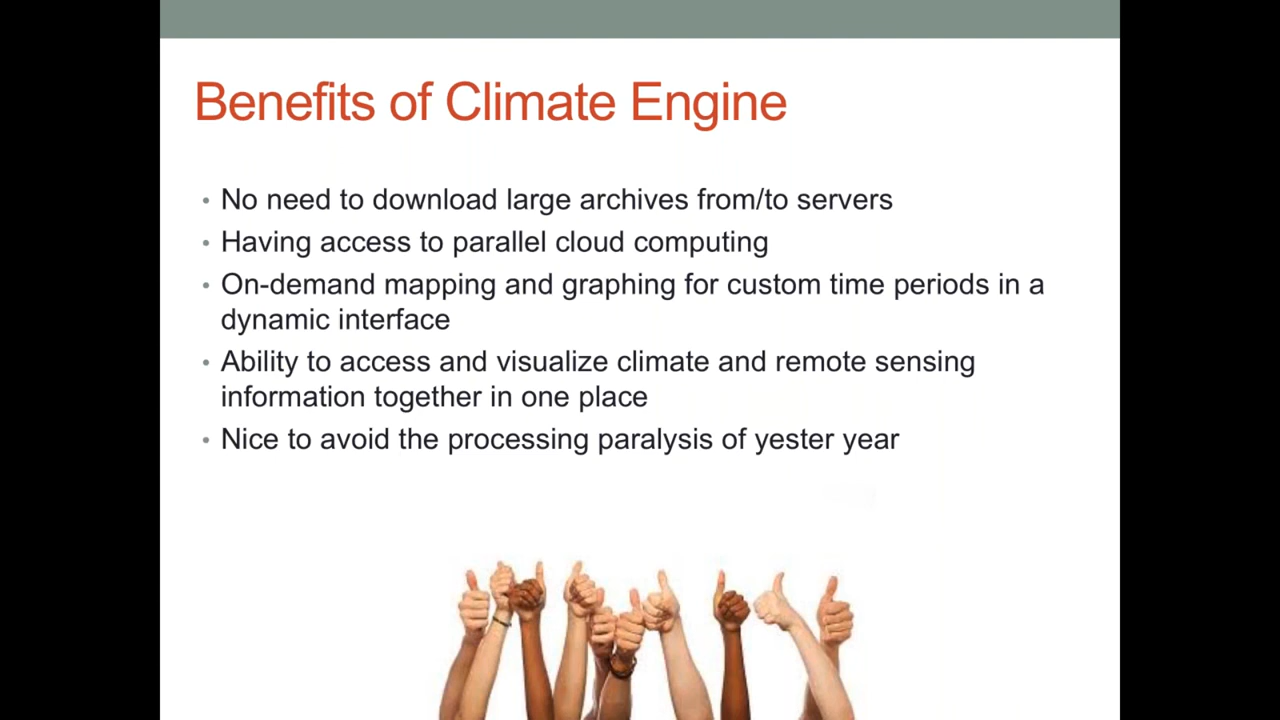 Benefits of Climate Engine
• No need to download large archives from/to servers
• Having access to parallel cloud computing
• On-demand mapping and graphing for custom time periods in a
dynamic interface
• Ability to access and visualize climate and remote sensing
information together in one place
• Nice to avoid the processing paralysis of yester year